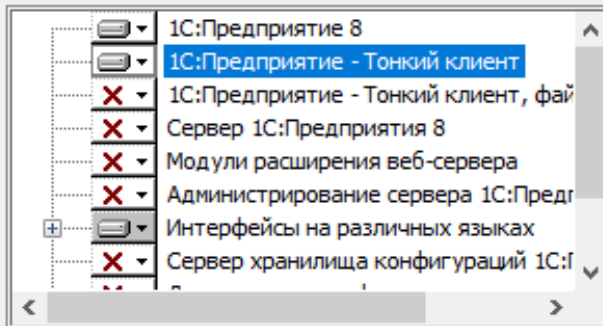 1С:Предприятие 8
1С:Предприятие - Тонкий клиент
1С:Предприятие - Тонкий клиент, фай
Сервер 1С:Предприятия 8
Модули расширения веб-сервера
Администрирование сервера 1С:Предп
Интерфейсы на различных языках
Сервер хранилища конфигураций 1С:П